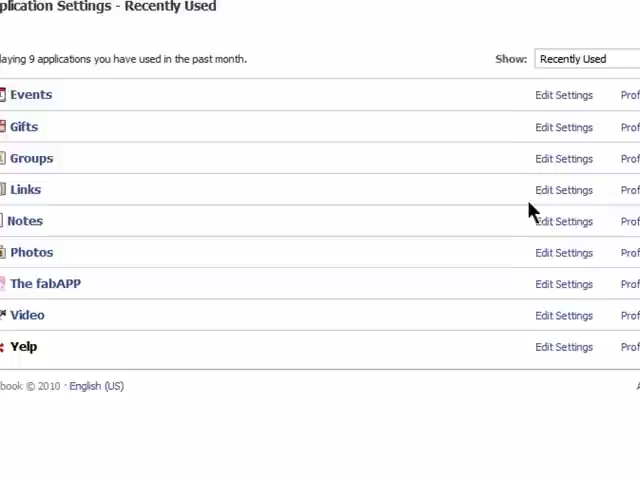 plication Settings - Recently Used
laying 9 applications you have used in the past month. Show: Recently Used
Events Edit Settings Prof
Gifts Edit Settings Prof
Groups Edit Settings Prof
Links Edit Settings Prof
Notes Edit Settings Prof
Photos Edit Settings Prof
The fabAPP Edit Settings Prof
Video Edit Settings Prof
Yelp Edit Settings Prof
book © 2010 · English (US) A